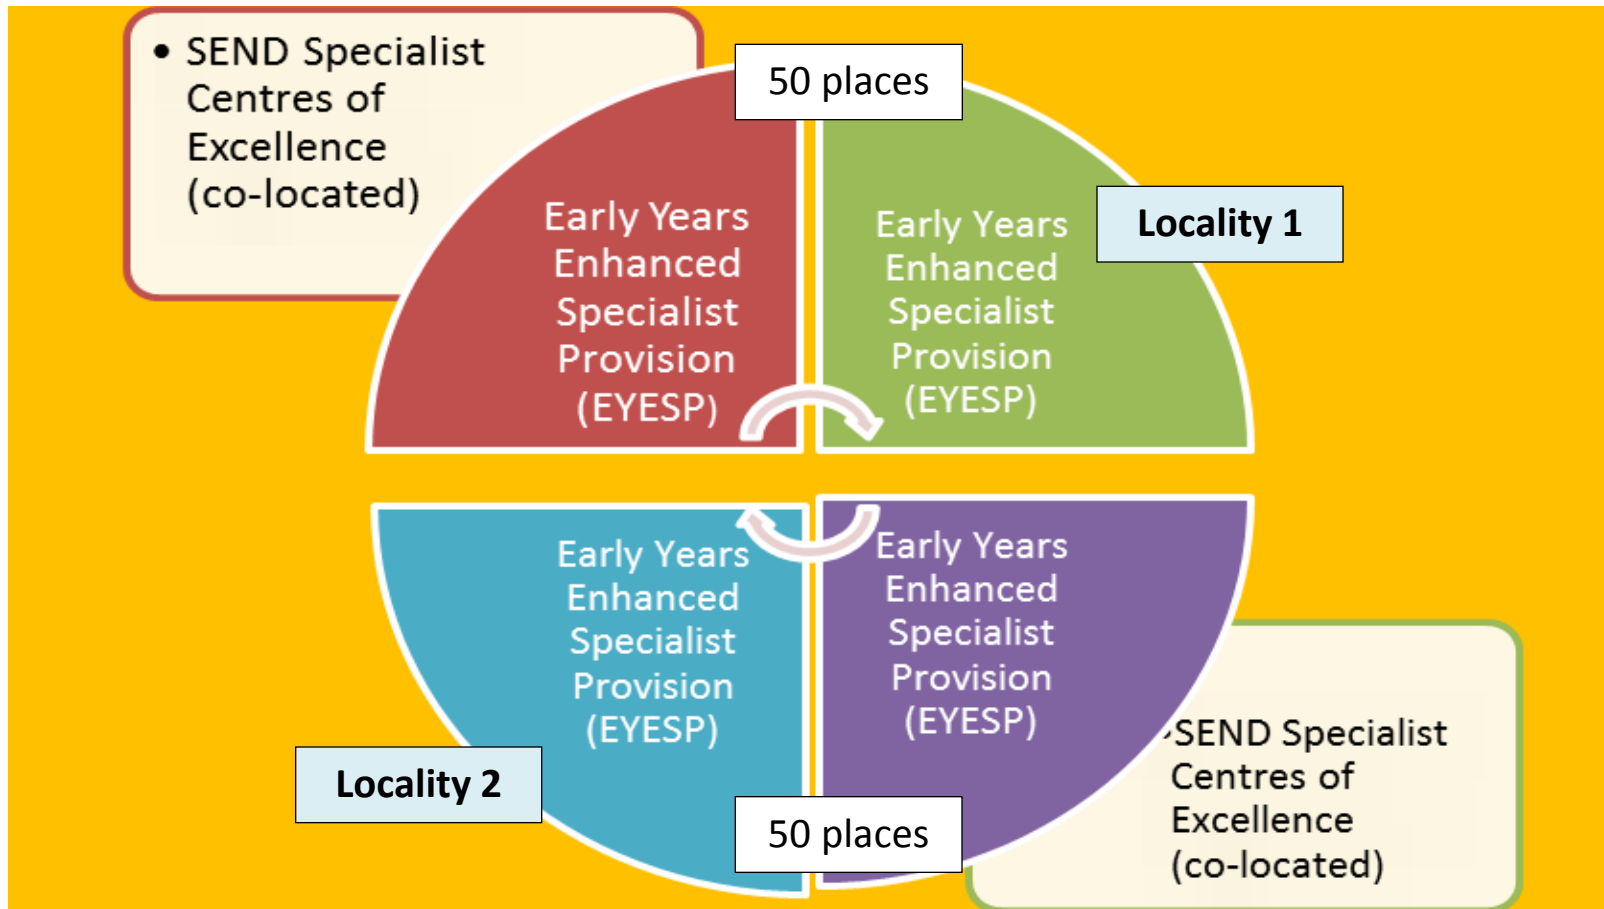 • SEND Specialist
Centres of
Excellence
(co-located)
50 places
Early Years
Enhanced
Specialist
Provision
(EYESP)
Early Years
Enhanced
Specialist
Provision
(EYESP)
Locality 1
Early Years
Enhanced
Specialist
Provision
(EYESP)
Early Years
Enhanced
Specialist
Provision
(EYESP)
Locality 2
50 places
•SEND Specialist
Centres of
Excellence
(co-located)